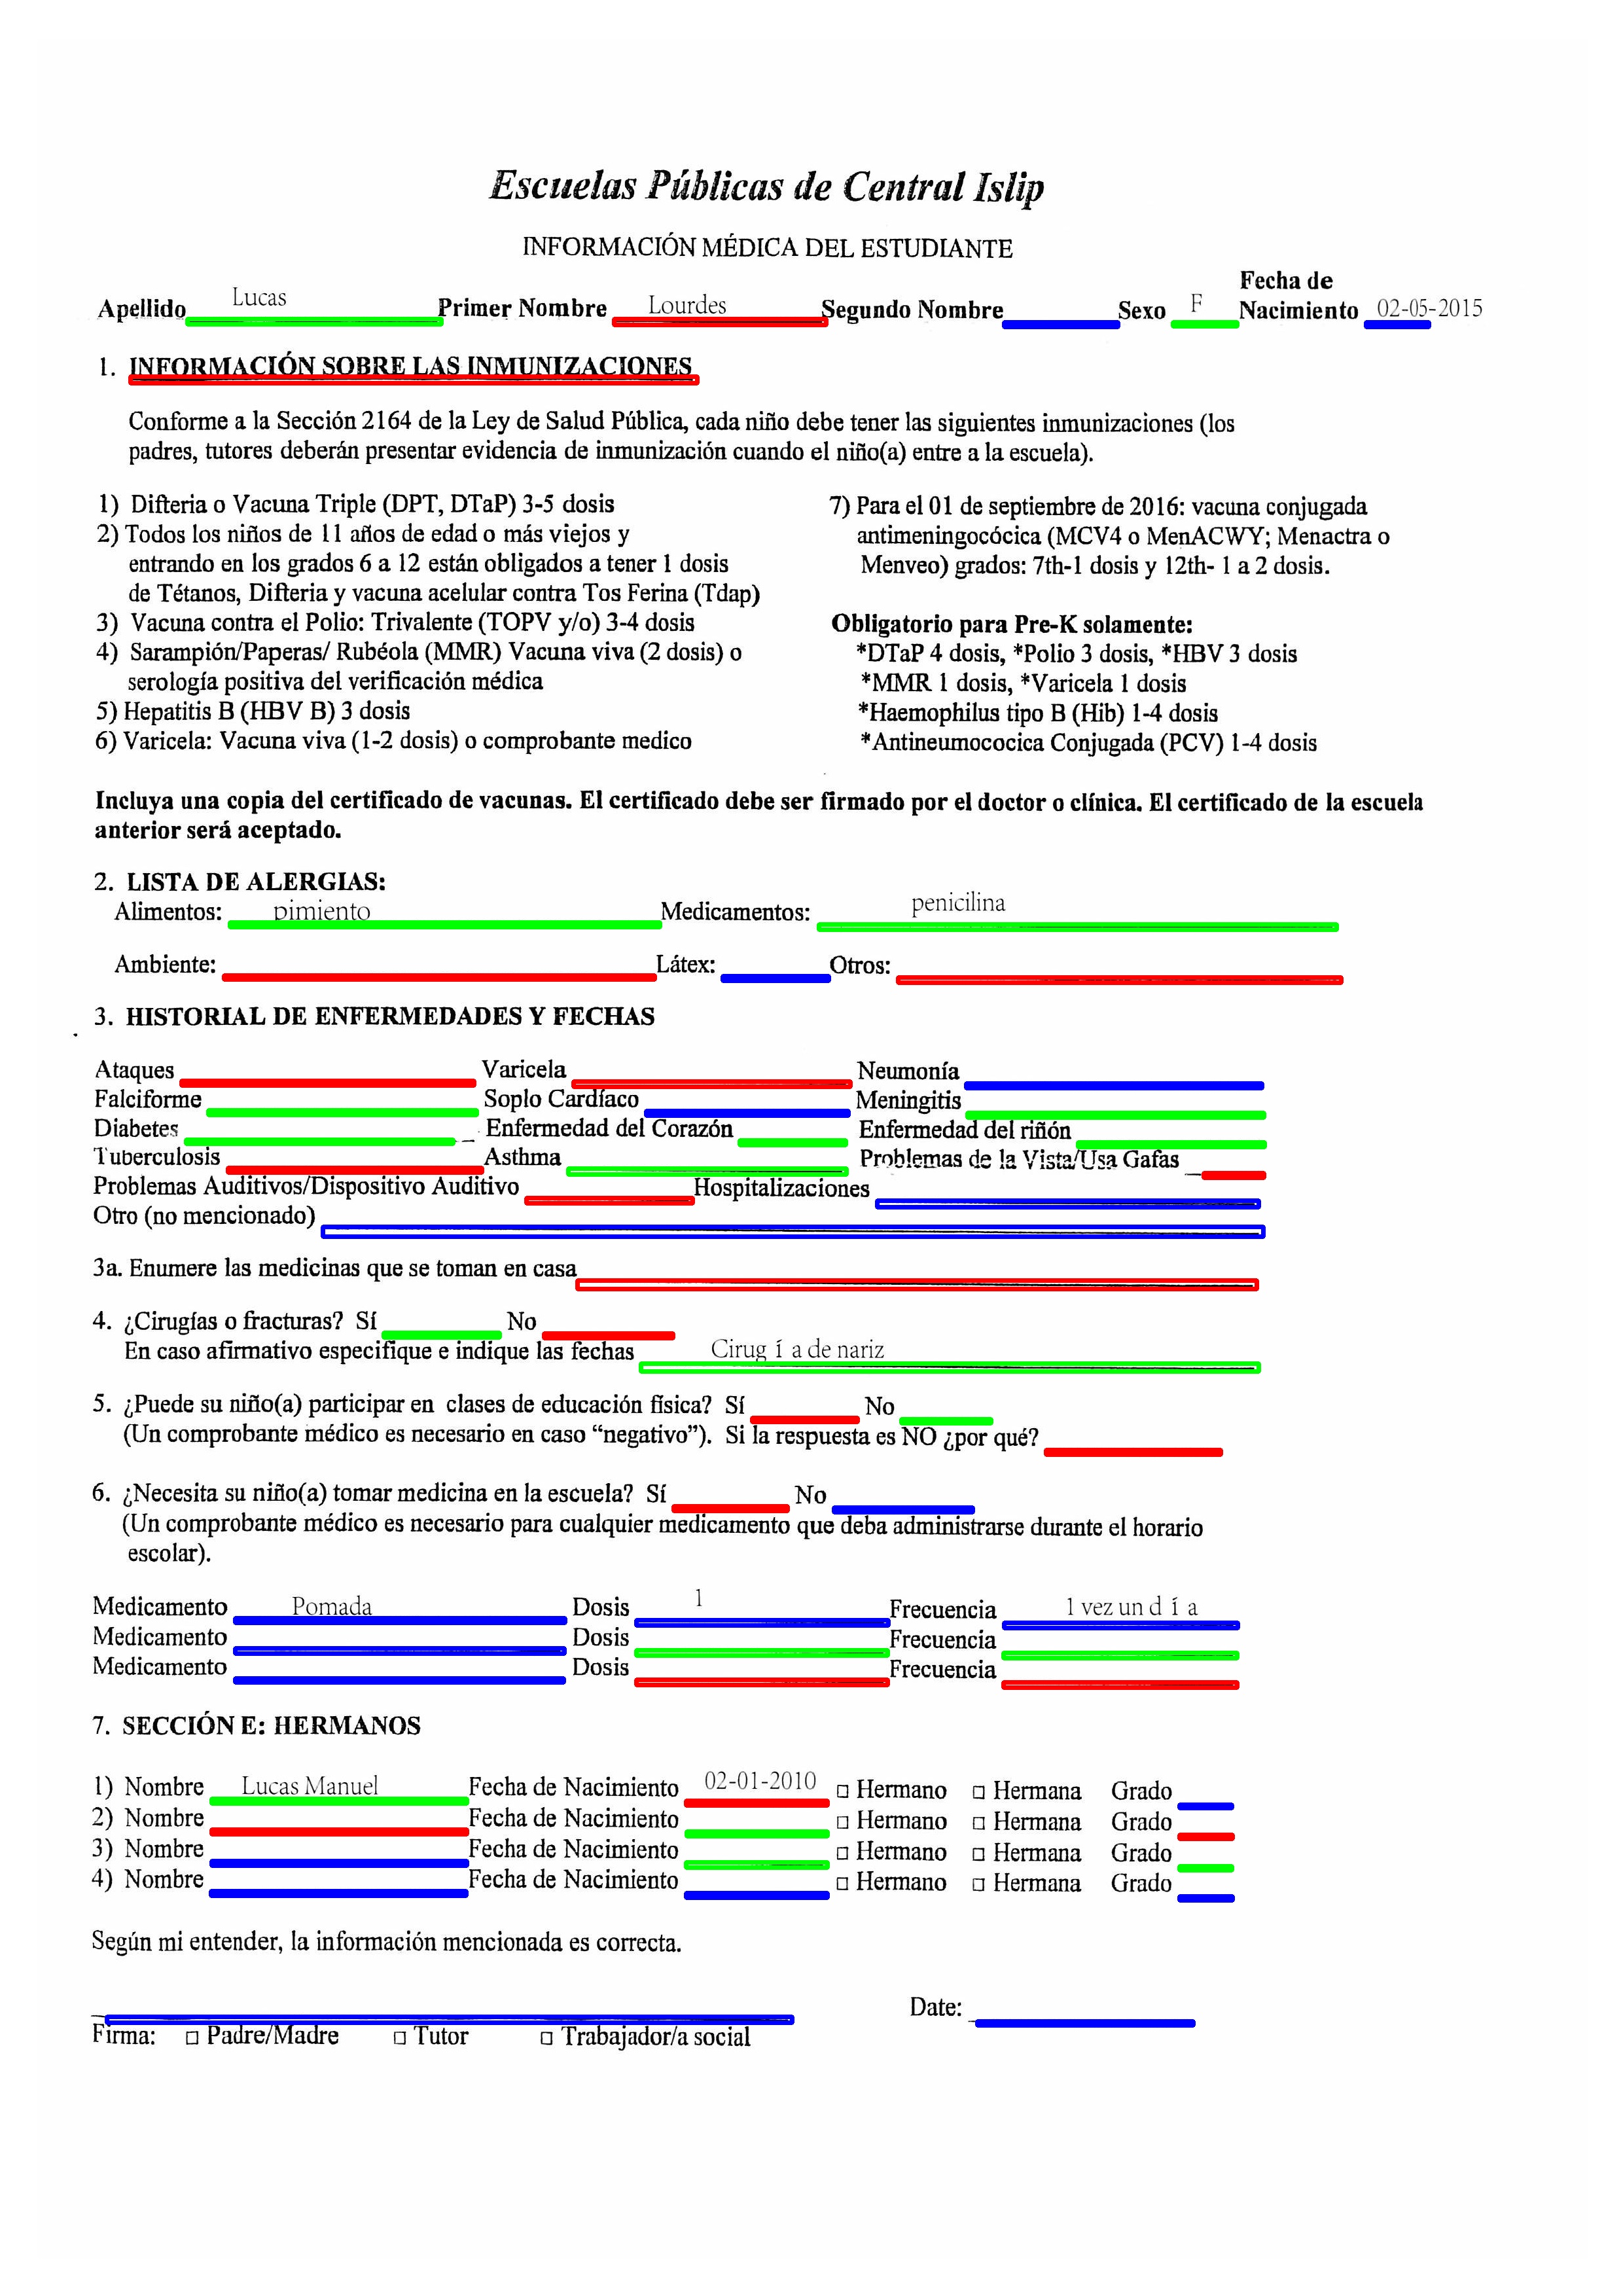 Escuelas Públicas de Central Islip
INFORMACIÓN MÉDICA DEL ESTUDIANTE
Apellido Lucas Primer Nombre Lourdes Segundo Nombre Sexo F Fecha de Nacimiento 02-05-2015
1. INFORMACIÓN SOBRE LAS INMUNIZACIONES
Conforme a la Sección 2164 de la Ley de Salud Pública, cada niño debe tener las siguientes inmunizaciones (los
padres, tutores deberán presentar evidencia de inmunización cuando el niño(a) entre a la escuela).
1) Difteria o Vacuna Triple (DPT, DTaP) 3-5 dosis
2) Todos los niños de 11 años de edad o más viejos y
entrando en los grados 6 a 12 están obligados a tener 1 dosis
de Tétanos, Difteria y vacuna acelular contra Tos Ferina (Tdap)
3) Vacuna contra el Polio: Trivalente (TOPV y/o) 3-4 dosis
4) Sarampión/Paperas/ Rubéola (MMR) Vacuna viva (2 dosis) o
serología positiva del verificación médica
5) Hepatitis B (HBV B) 3 dosis
6) Varicela: Vacuna viva (1-2 dosis) o comprobante medico
7) Para el 01 de septiembre de 2016: vacuna conjugada
antimeningocócica (MCV4 o MenACWY; Menactra o
Menveo) grados: 7th-1 dosis y 12th- 1 a 2 dosis.
Obligatorio para Pre-K solamente:
*DTaP 4 dosis, *Polio 3 dosis, *HBV 3 dosis
*MMR 1 dosis, *Varicela 1 dosis
*Haemophilus tipo B (Hib) 1-4 dosis
*Antineumococica Conjugada (PCV) 1-4 dosis
Incluya una copia del certificado de vacunas. El certificado debe ser firmado por el doctor o clínica. El certificado de la escuela
anterior será aceptado.
2. LISTA DE ALERGIAS:
Alimentos: pimiento Medicamentos: penicilina
Ambiente: Látex: Otros:
3. HISTORIAL DE ENFERMEDADES Y FECHAS
Ataques Varicela Neumonía
Falciforme Soplo Cardíaco Meningitis
Diabetes Enfermedad del Corazón Enfermedad del riñón
Tuberculosis Asthma Problemas de la Vista/Usa Gafas
Problemas Auditivos/Dispositivo Auditivo Hospitalizaciones
Otro (no mencionado)
3a. Enumere las medicinas que se toman en casa
4. ¿Cirugías o fracturas? Sí No
En caso afirmativo especifique e indique las fechas Cirug í a de nariz
5. ¿Puede su niño(a) participar en clases de educación física? Sí No
(Un comprobante médico es necesario en caso “negativo”). Si la respuesta es NO ¿por qué?
6. ¿Necesita su niño(a) tomar medicina en la escuela? Sí No
(Un comprobante médico es necesario para cualquier medicamento que deba administrarse durante el horario
escolar).
Medicamento Pomada Dosis 1 Frecuencia 1 vez un d í a
Medicamento Dosis Frecuencia
Medicamento Dosis Frecuencia
7. SECCIÓN E: HERMANOS
1) Nombre Lucas Manuel Fecha de Nacimiento 02-01-2010 □ Hermano □ Hermana Grado
2) Nombre Fecha de Nacimiento □ Hermano □ Hermana Grado
3) Nombre Fecha de Nacimiento □ Hermano □ Hermana Grado
4) Nombre Fecha de Nacimiento □ Hermano □ Hermana Grado
Según mi entender, la información mencionada es correcta.
Date:
Firma: □ Padre/Madre □ Tutor □ Trabajador/a social